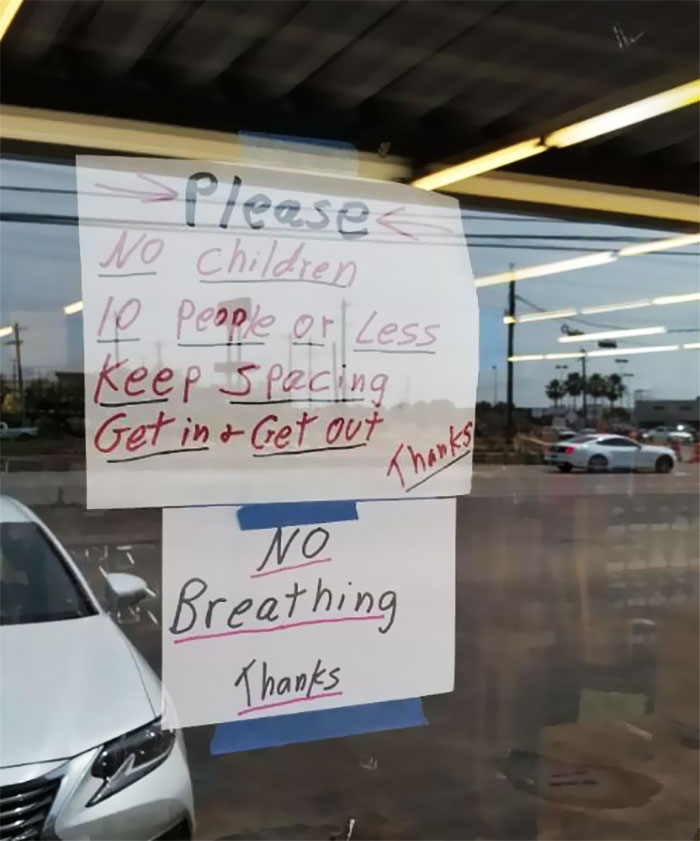 Please
NO children
10 people or Less
Keep Spacing
Get in & Get out
Thanks
NO
Breathing
Thanks